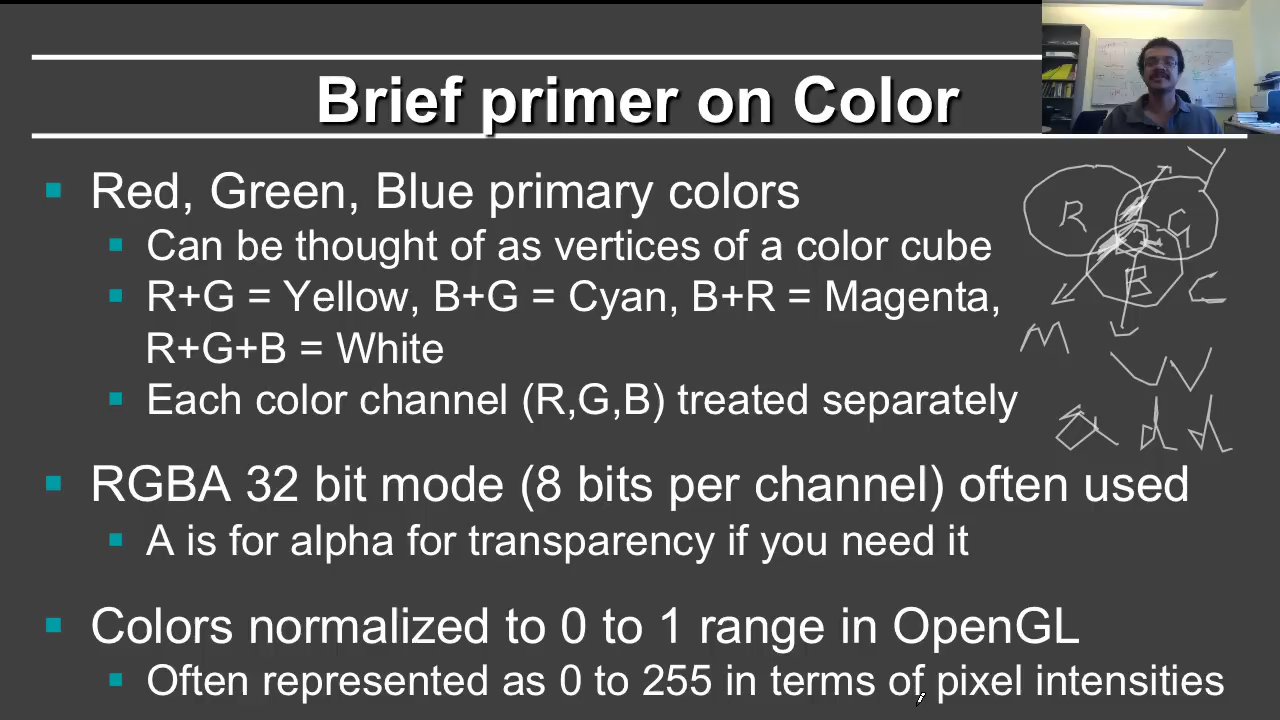 Brief primer on Color
Red, Green, Blue primary colors
Can be thought of as vertices of a color cube
R+G = Yellow, B+G = Cyan, B+R = Magenta,
R+G+B = White
Each color channel (R,G,B) treated separately
RGBA 32 bit mode (8 bits per channel) often used
A is for alpha for transparency if you need it
Colors normalized to 0 to 1 range in OpenGL
Often represented as 0 to 255 in terms of pixel intensities
Y
R G
B
C
M
W
add